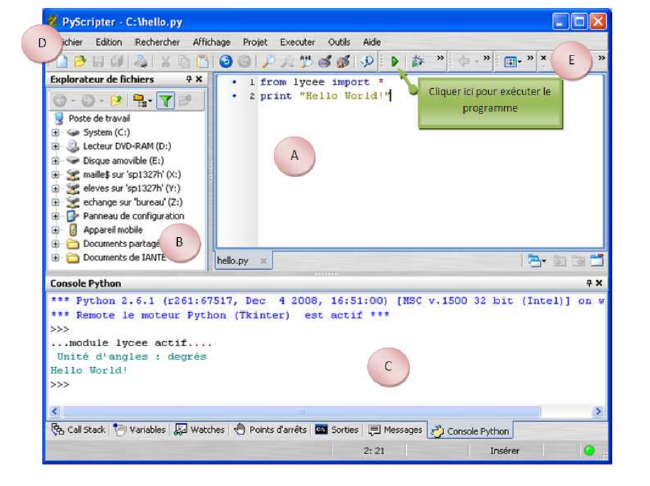 PyScripter - C:\hello.py
D
Fichier Edition Rechercher Affichage Projet Executer Outils Aide
E
Explorateur de fichiers
Poste de travail
System (C:)
Lecteur DVD-RAM (D:)
Disque amovible (E:)
maille$ sur 'sp1327h' (X:)
eleves sur 'sp1327h' (Y:)
echange sur 'bureau' (Z:)
Panneau de configuration
Appareil mobile
Documents partagé
Documents de IANTE
B
1 from lycee import *
2 print "Hello World!"
Cliquer ici pour exécuter le
programme
A
hello.py
Console Python
*** Python 2.6.1 (r261:67517, Dec 4 2008, 16:51:00) [MSC v.1500 32 bit (Intel)] on w
*** Remote le moteur Python (Tkinter) est actif ***
>>>
...module lycee actif....
Unité d'angles : degrés
Hello World!
>>>
C
Call Stack Variables Watches Points d'arrêts Sorties Messages Console Python
2: 21 Insérer